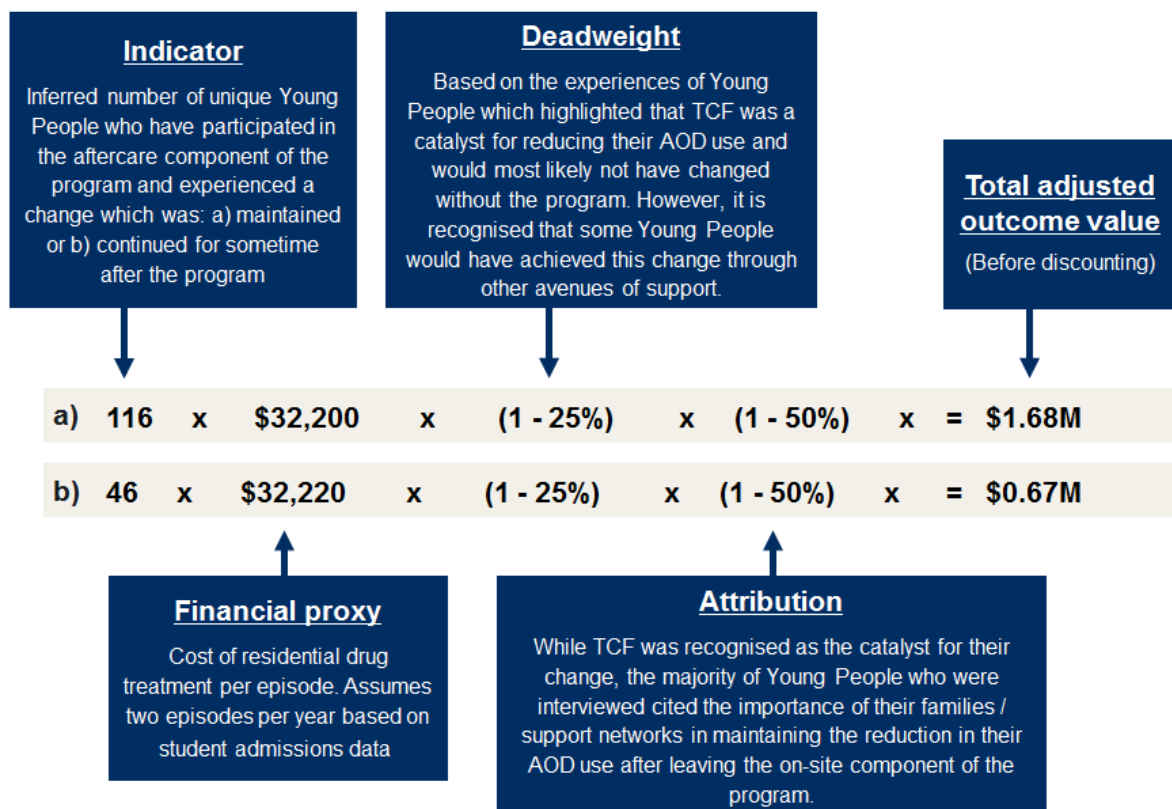 Indicator
Inferred number of unique Young
People who have participated in
the aftercare component of the
program and experienced a
change which was: a) maintained
or b) continued for sometime
after the program
Deadweight
Based on the experiences of Young
People which highlighted that TCF was a
catalyst for reducing their AOD use and
would most likely not have changed
without the program. However, it is
recognised that some Young People
would have achieved this change through
other avenues of support.
Total adjusted
outcome value
(Before discounting)
a) 116 x $32,200 x (1 - 25%) x (1 - 50%) x = $1.68M
b) 46 x $32,220 x (1 - 25%) x (1 - 50%) x = $0.67M
Financial proxy
Cost of residential drug
treatment per episode. Assumes
two episodes per year based on
student admissions data
Attribution
While TCF was recognised as the catalyst for their
change, the majority of Young People who were
interviewed cited the importance of their families /
support networks in maintaining the reduction in their
AOD use after leaving the on-site component of the
program.